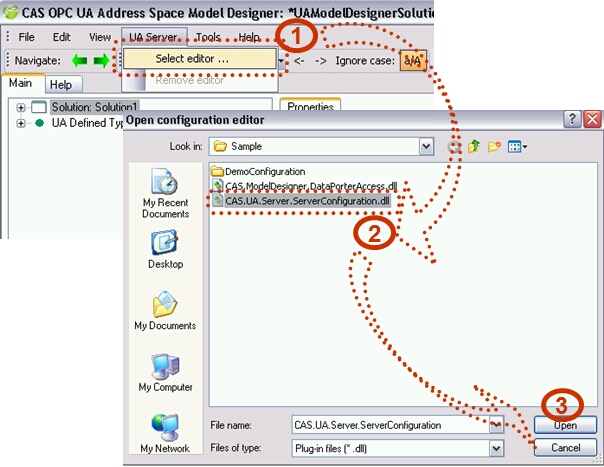 CAS OPC UA Address Space Model Designer: *UAModelDesignerSolutio
File Edit View UA Server Tools Help
1
Navigate: <- -> Ignore case: a/A
Select editor ...
Remove editor
Main Help
Solution: Solution1
Properties
UA Defined Typ
Open configuration editor
Look in: Sample
DemoConfiguration
CAS.ModelDesigner.DataPorterAccess.dll
CAS.UA.Server.ServerConfiguration.dll
2
My Recent
Documents
Desktop
My Documents
My Computer
My Network
3
File name: CAS.UA.Server.ServerConfiguration Open
Files of type: Plug-in files (* .dll) Cancel